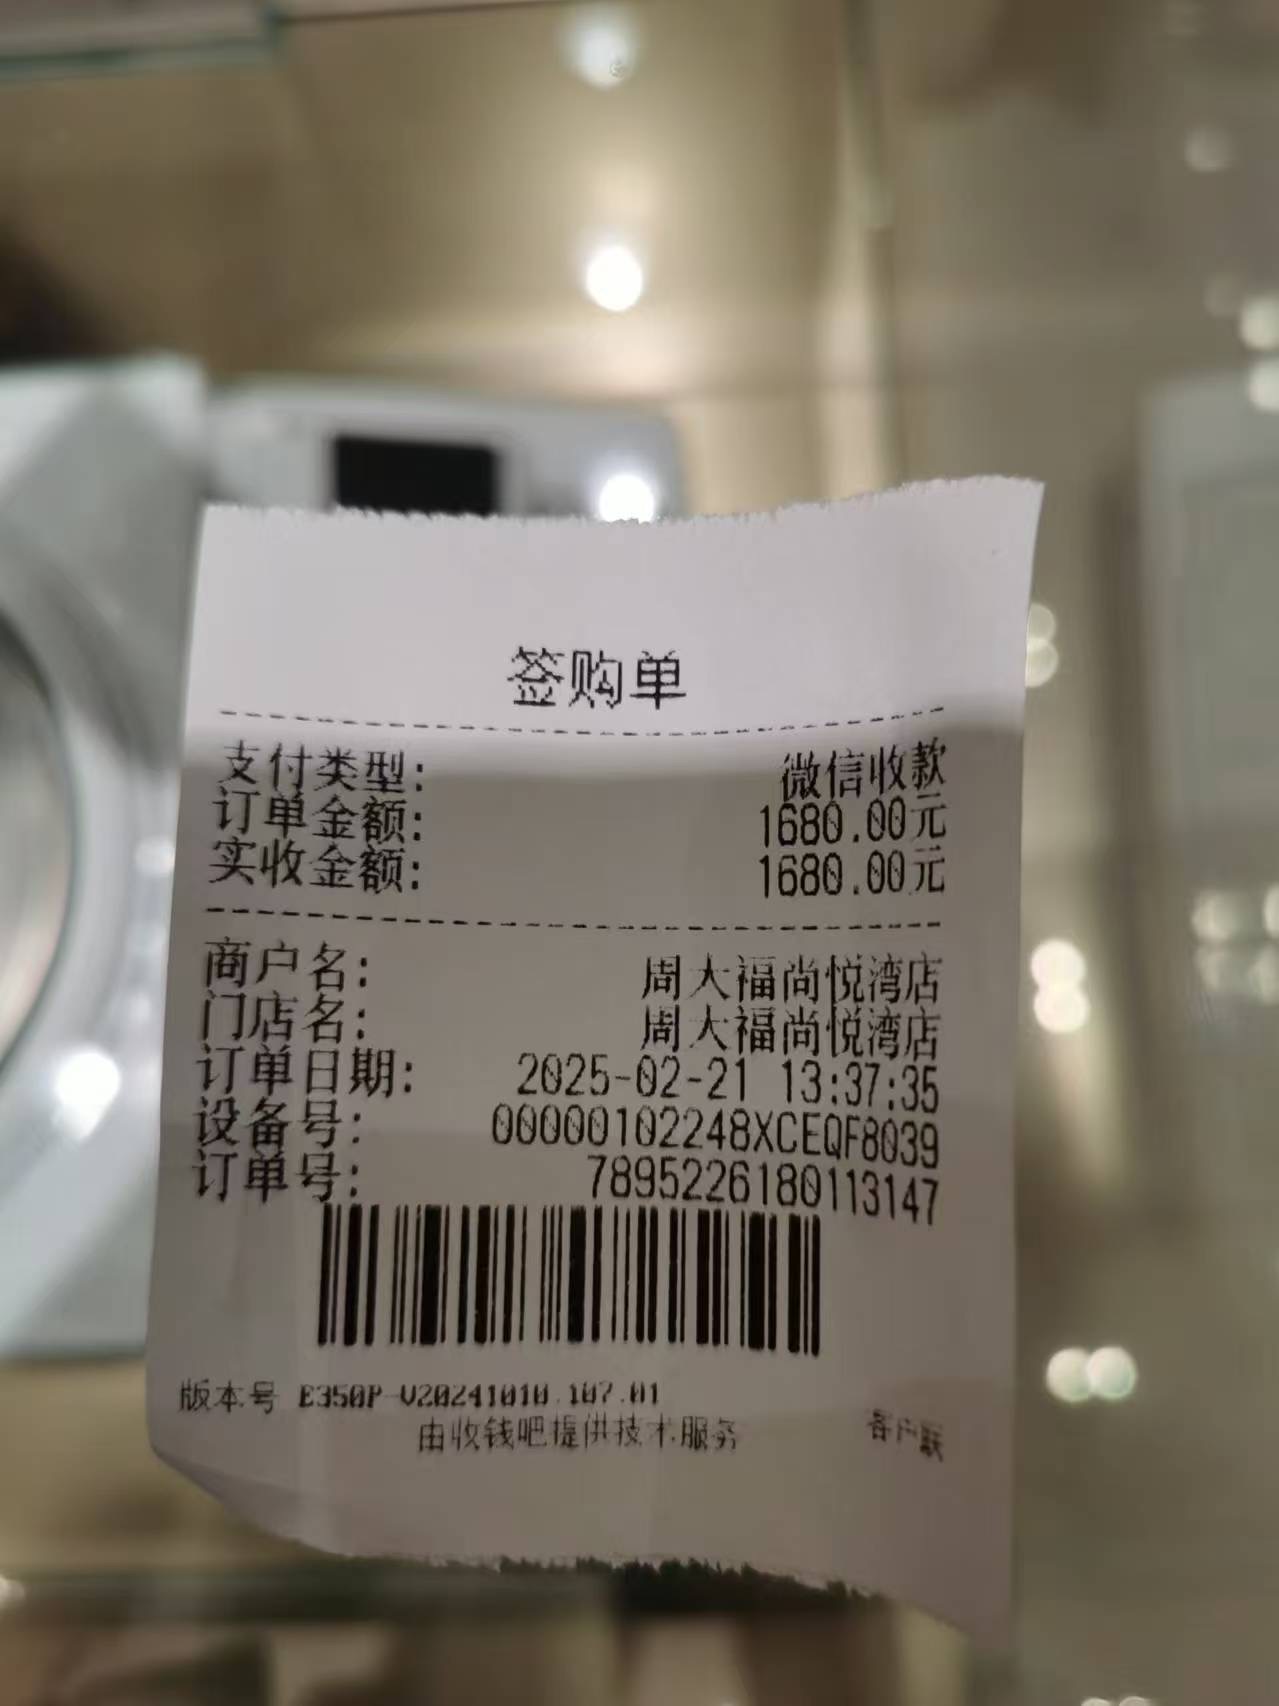 签购单
支付类型: 微信收款
订单金额: 1680.00元
实收金额: 1680.00元
商户名: 周大福尚悦湾店
门店名: 周大福尚悦湾店
订单日期: 2025-02-21 13:37:35
设备号: 00000102248XCEQF8039
订单号: 7895226180113147
版本号 E350P-V20241010.107.01
由收钱吧提供技术服务
客户联